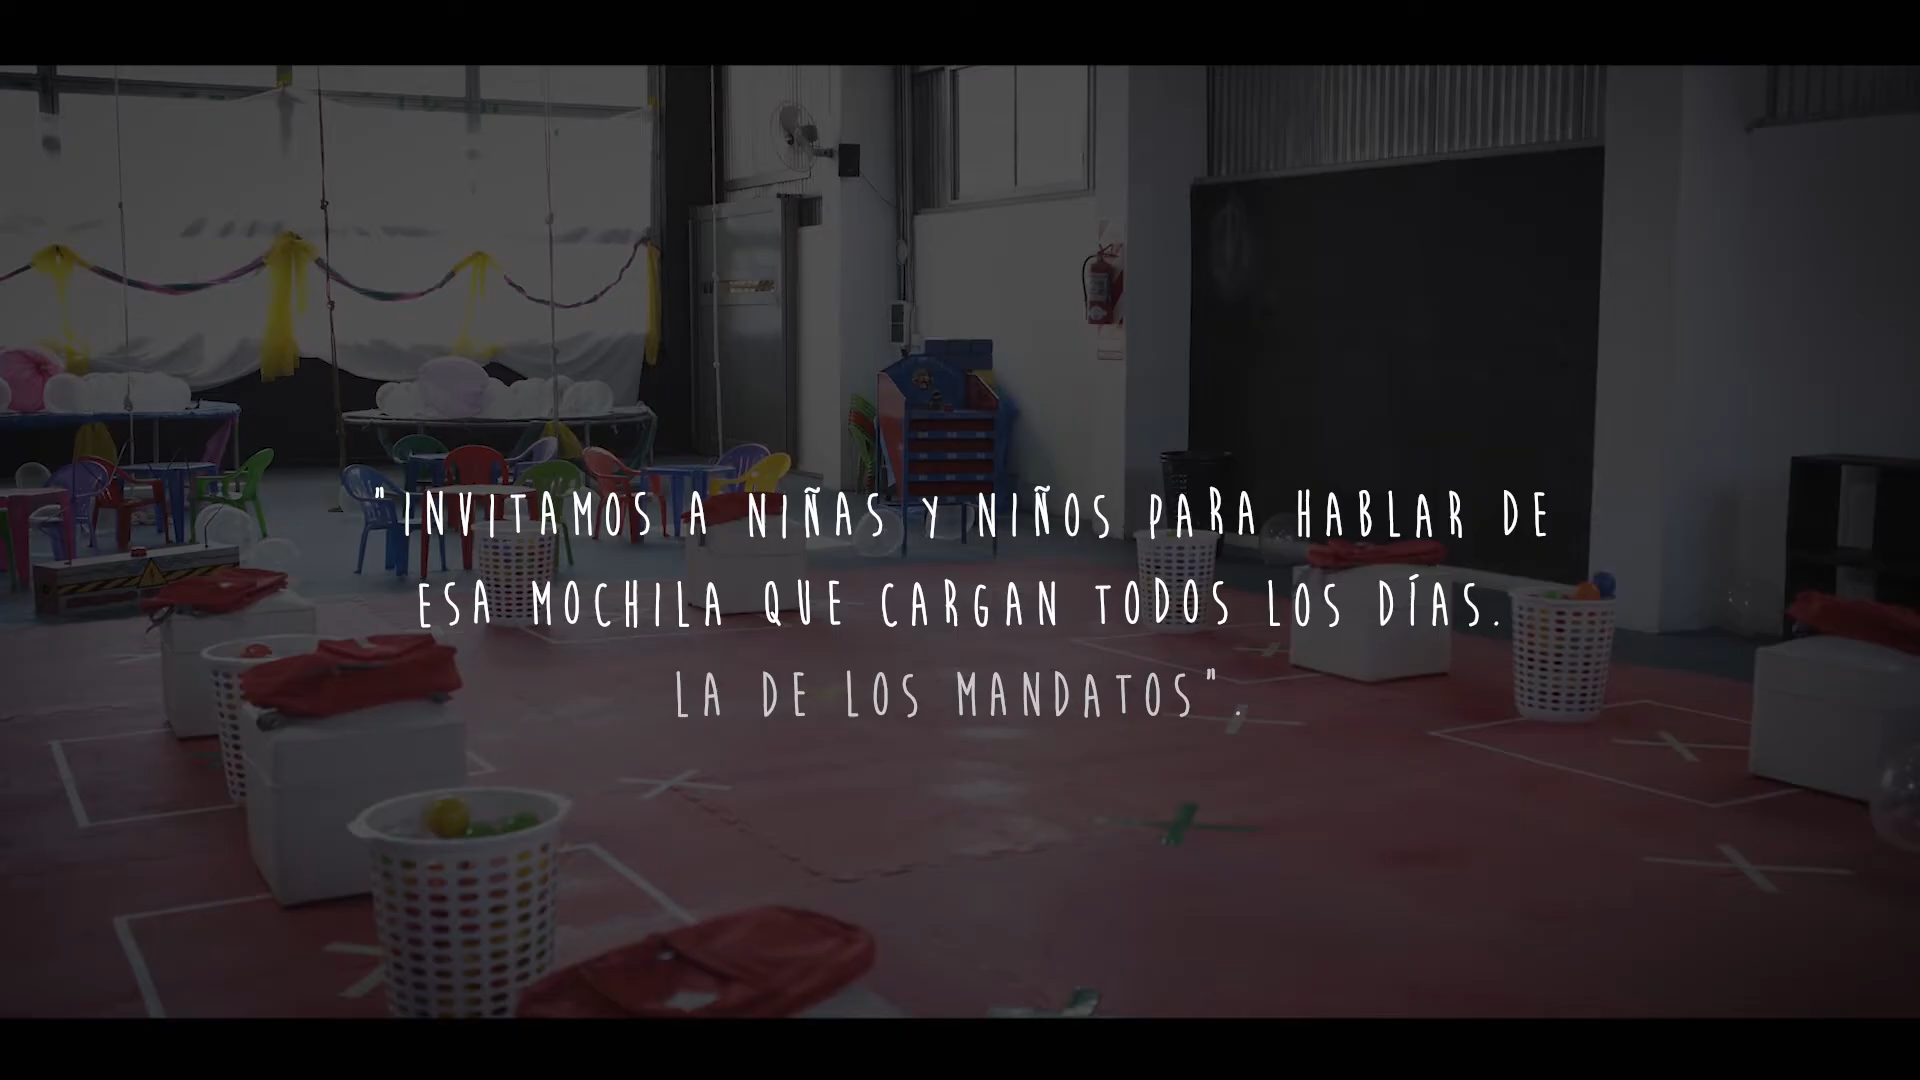 "INVITAMOS A NIÑAS Y NIÑOS PARA HABLAR DE
ESA MOCHILA QUE CARGAN TODOS LOS DÍAS.
LA DE LOS MANDATOS"